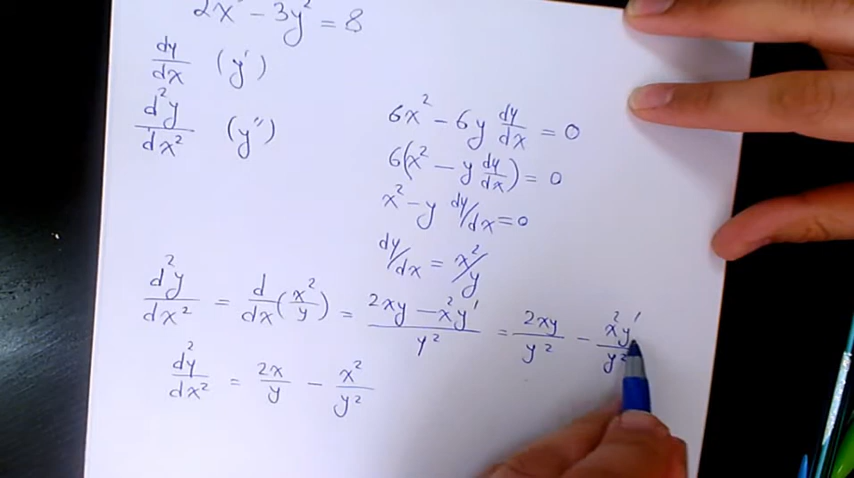 2x - 3y² = 8
dy/dx (y')
d²y/dx² (y'')
6x² - 6y dy/dx = 0
6(x² - y dy/dx) = 0
x² - y dy/dx = 0
dy/dx = x²/y
d²y/dx² = d/dx(x²/y) = (2xy - x²y')/y² = 2xy/y² - x²y'/y²
d²y/dx² = 2x/y - x²/y²